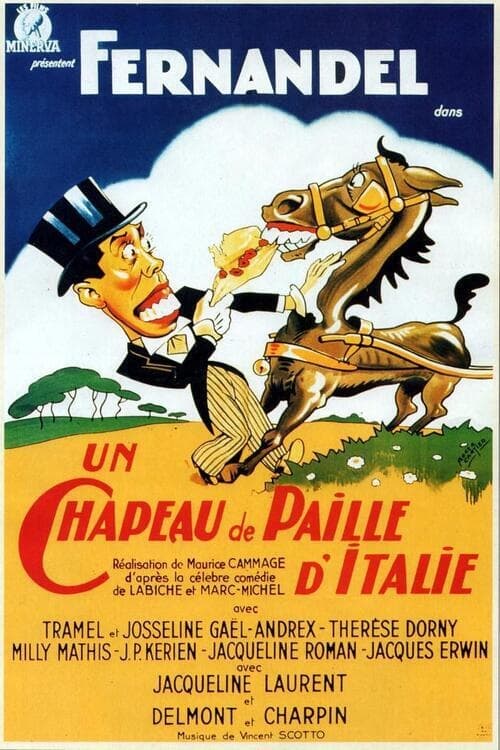 LES FILMS
MINERVA
présentent
FERNANDEL
dans
UN
CHAPEAU de PAILLE
D'ITALIE
Réalisation de Maurice CAMMAGE
d'après la célebre comédie
de LABICHE et MARC-MICHEL
avec
TRAMEL et JOSSELINE GAËL-ANDREX - THERÈSE DORNY
MILLY MATHIS - J.P. KERIEN - JACQUELINE ROMAN - JACQUES ERWIN
avec
JACQUELINE LAURENT
et
DELMONT et CHARPIN
Musique de Vincent SCOTTO